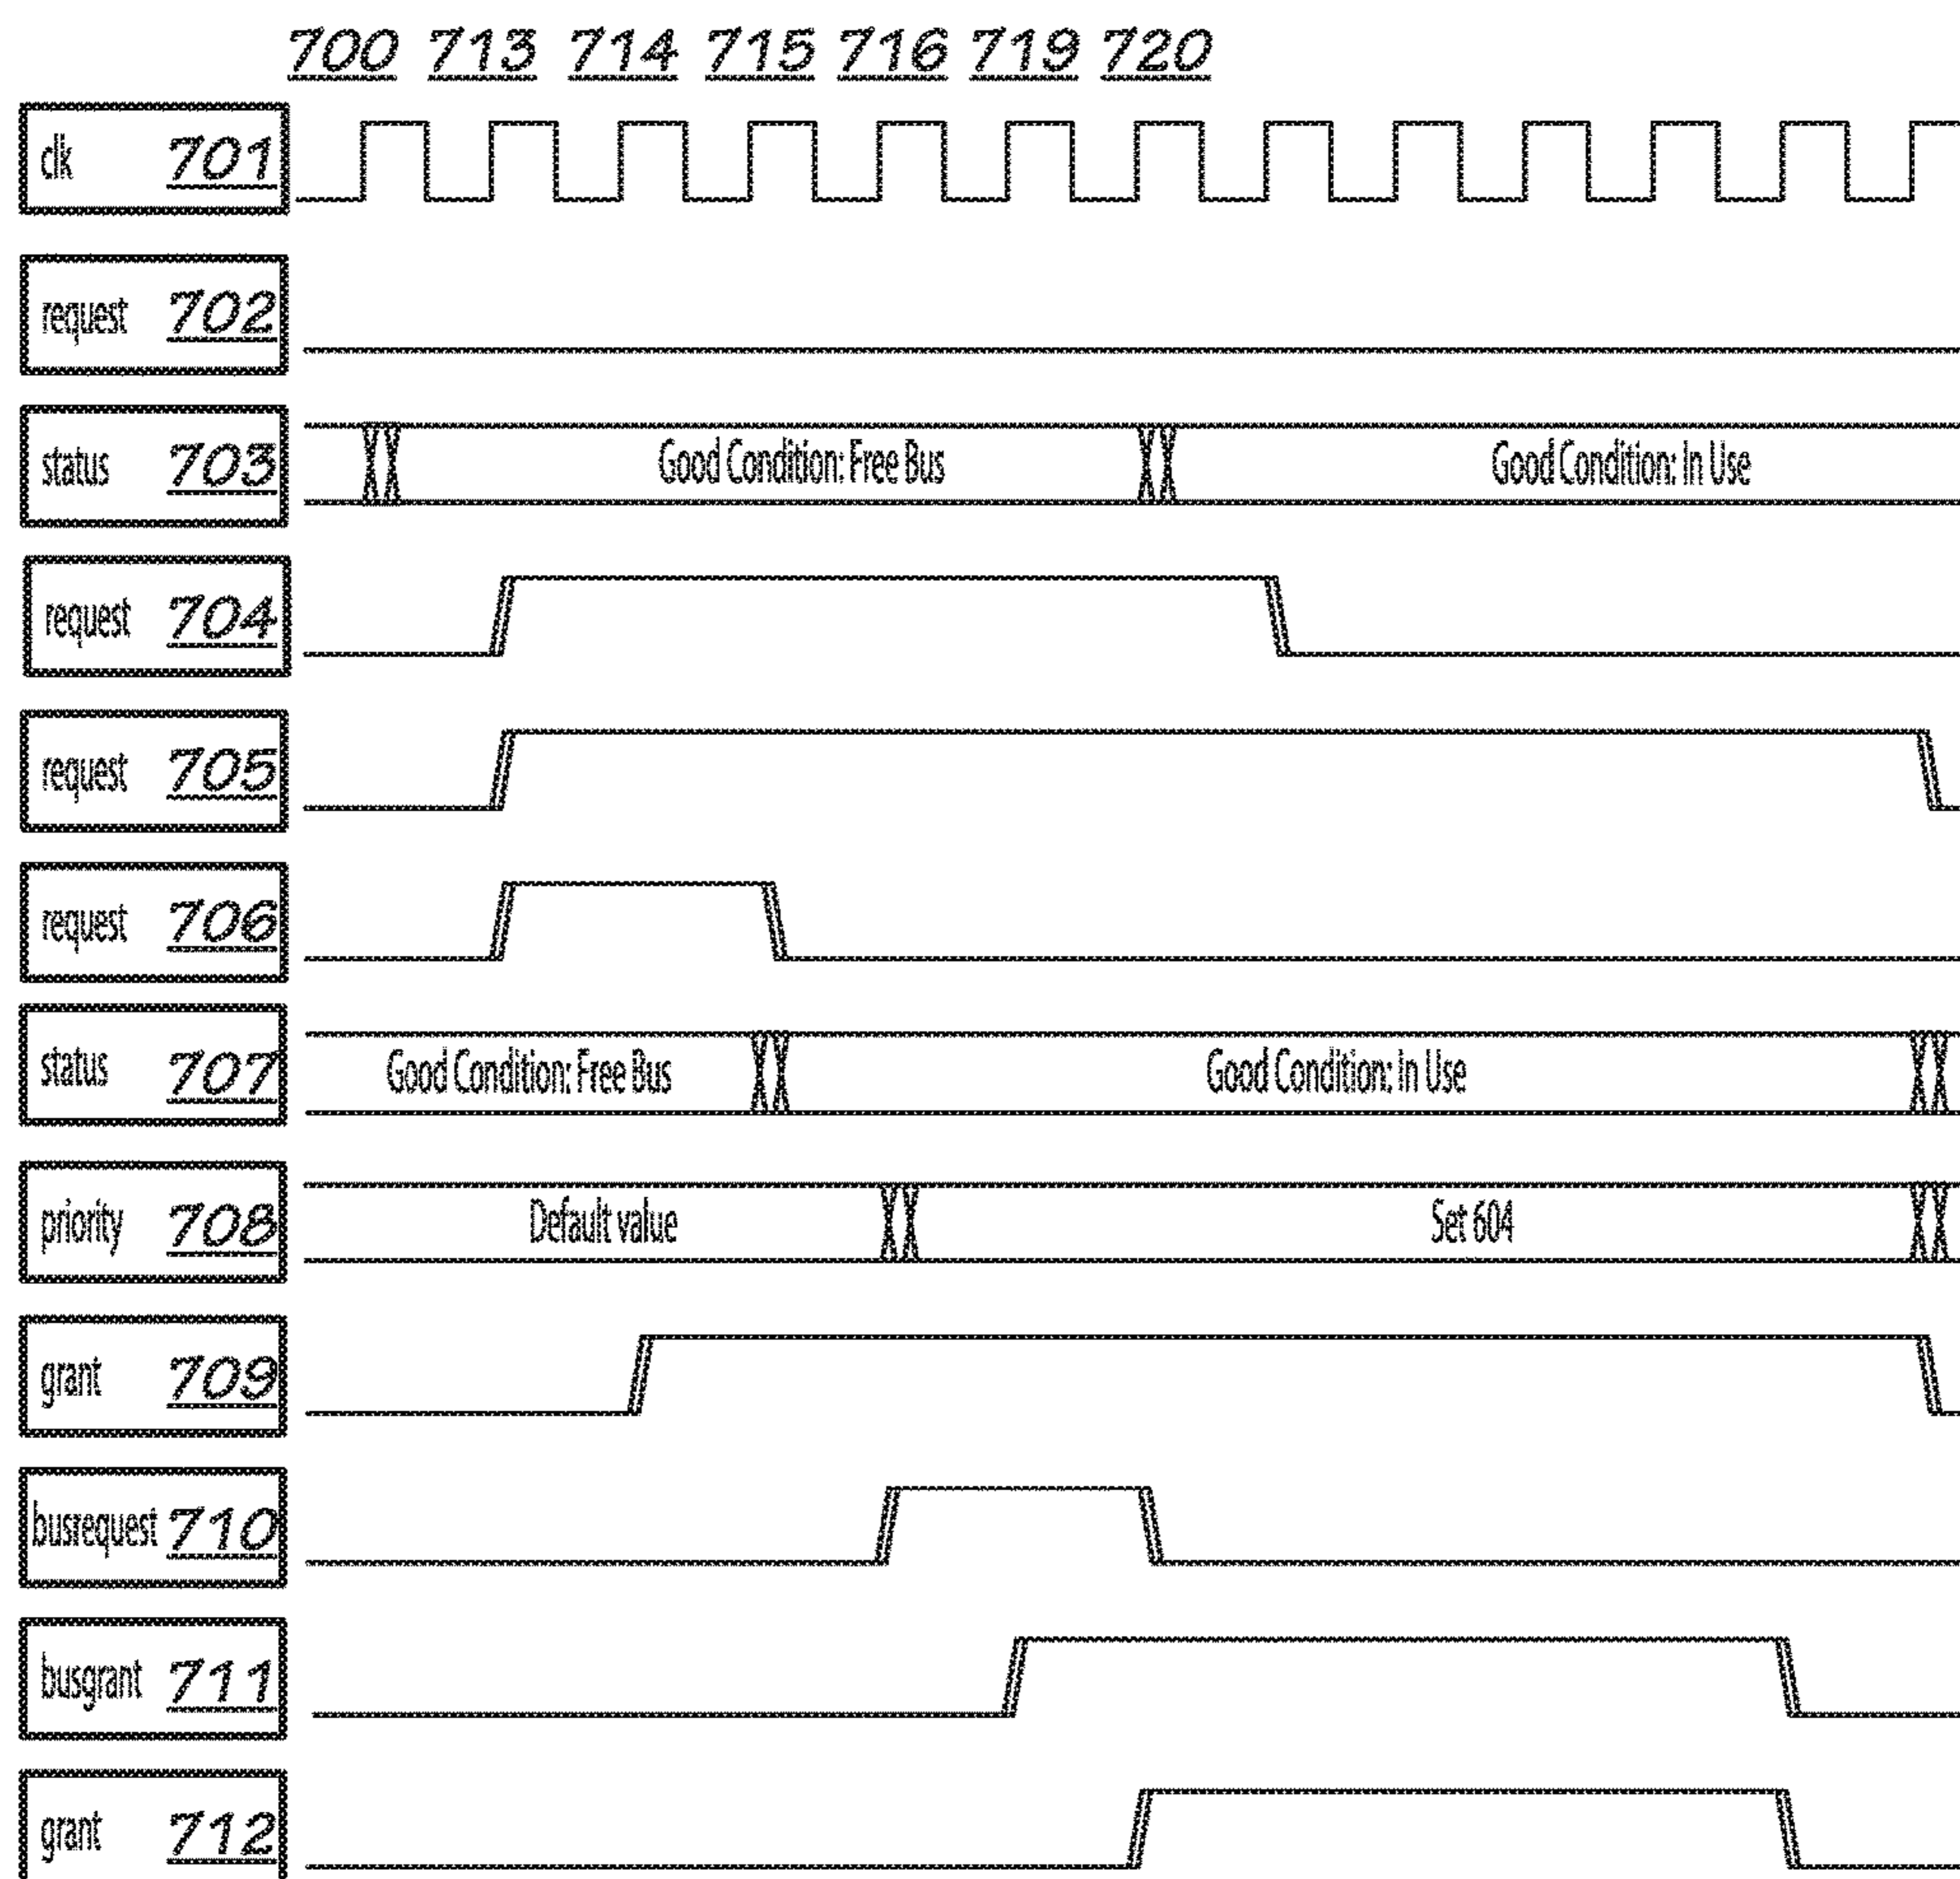 700 713 714 715 716 719 720
clk 701
request 702
status 703 Good Condition: Free Bus Good Condition: In Use
request 704
request 705
request 706
status 707 Good Condition: Free Bus Good Condition: In Use
priority 708 Default value Set 604
grant 709
busrequest 710
busgrant 711
grant 712